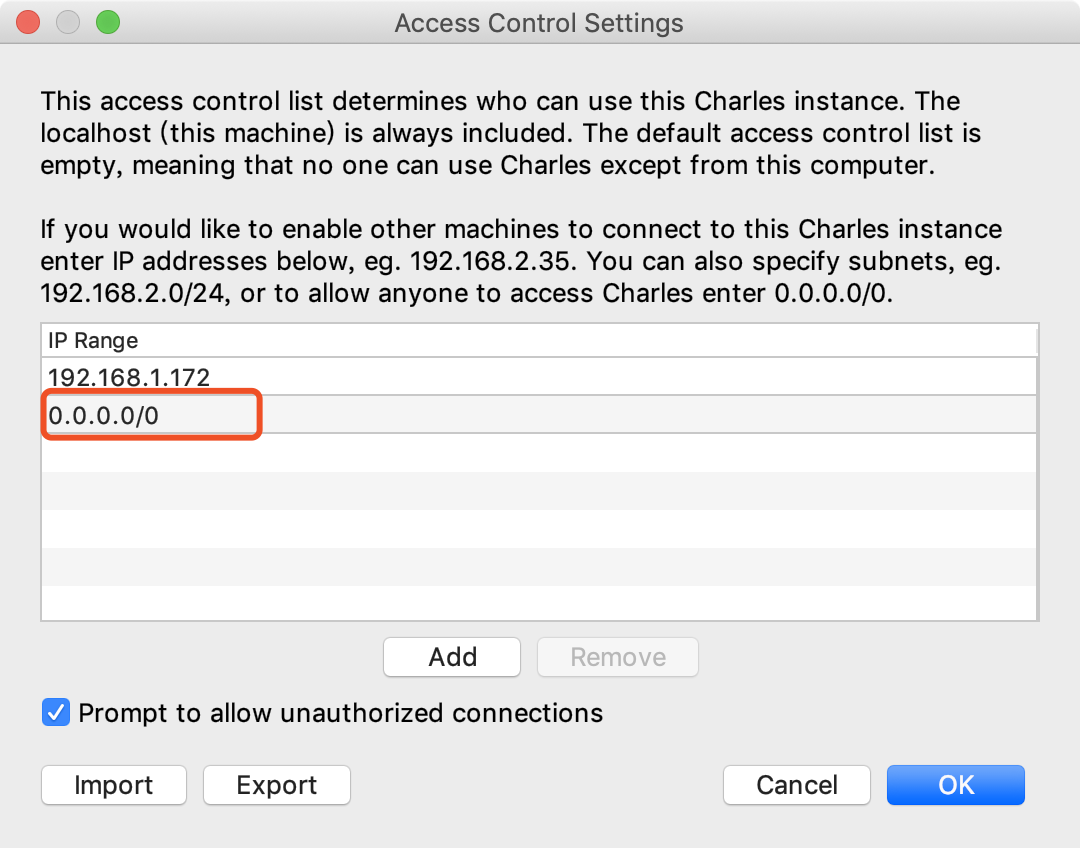 Access Control Settings
This access control list determines who can use this Charles instance. The
localhost (this machine) is always included. The default access control list is
empty, meaning that no one can use Charles except from this computer.
If you would like to enable other machines to connect to this Charles instance
enter IP addresses below, eg. 192.168.2.35. You can also specify subnets, eg.
192.168.2.0/24, or to allow anyone to access Charles enter 0.0.0.0/0.
IP Range
192.168.1.172
0.0.0.0/0
Add Remove
Prompt to allow unauthorized connections
Import Export Cancel OK